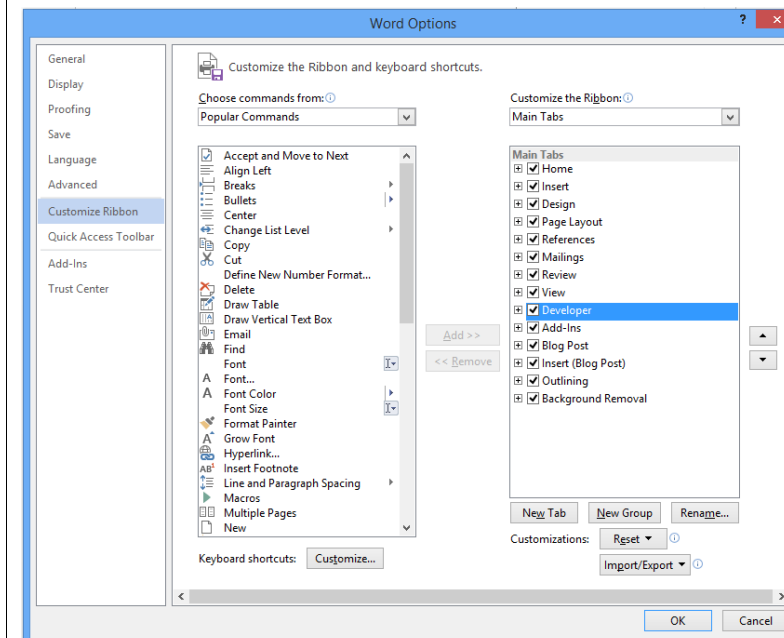 Word Options
?
General
Display
Proofing
Save
Language
Advanced
Customize Ribbon
Quick Access Toolbar
Add-Ins
Trust Center
Customize the Ribbon and keyboard shortcuts.
Choose commands from:
Popular Commands
Accept and Move to Next
Align Left
Breaks
Bullets
Center
Change List Level
Copy
Cut
Define New Number Format...
Delete
Draw Table
Draw Vertical Text Box
Email
Find
Font
Font...
Font Color
Font Size
Format Painter
Grow Font
Hyperlink...
Insert Footnote
Line and Paragraph Spacing
Macros
Multiple Pages
New
Keyboard shortcuts: Customize...
Add >>
<< Remove
Customize the Ribbon:
Main Tabs
Main Tabs
Home
Insert
Design
Page Layout
References
Mailings
Review
View
Developer
Add-Ins
Blog Post
Insert (Blog Post)
Outlining
Background Removal
New Tab New Group Rename...
Customizations: Reset
Import/Export
OK Cancel